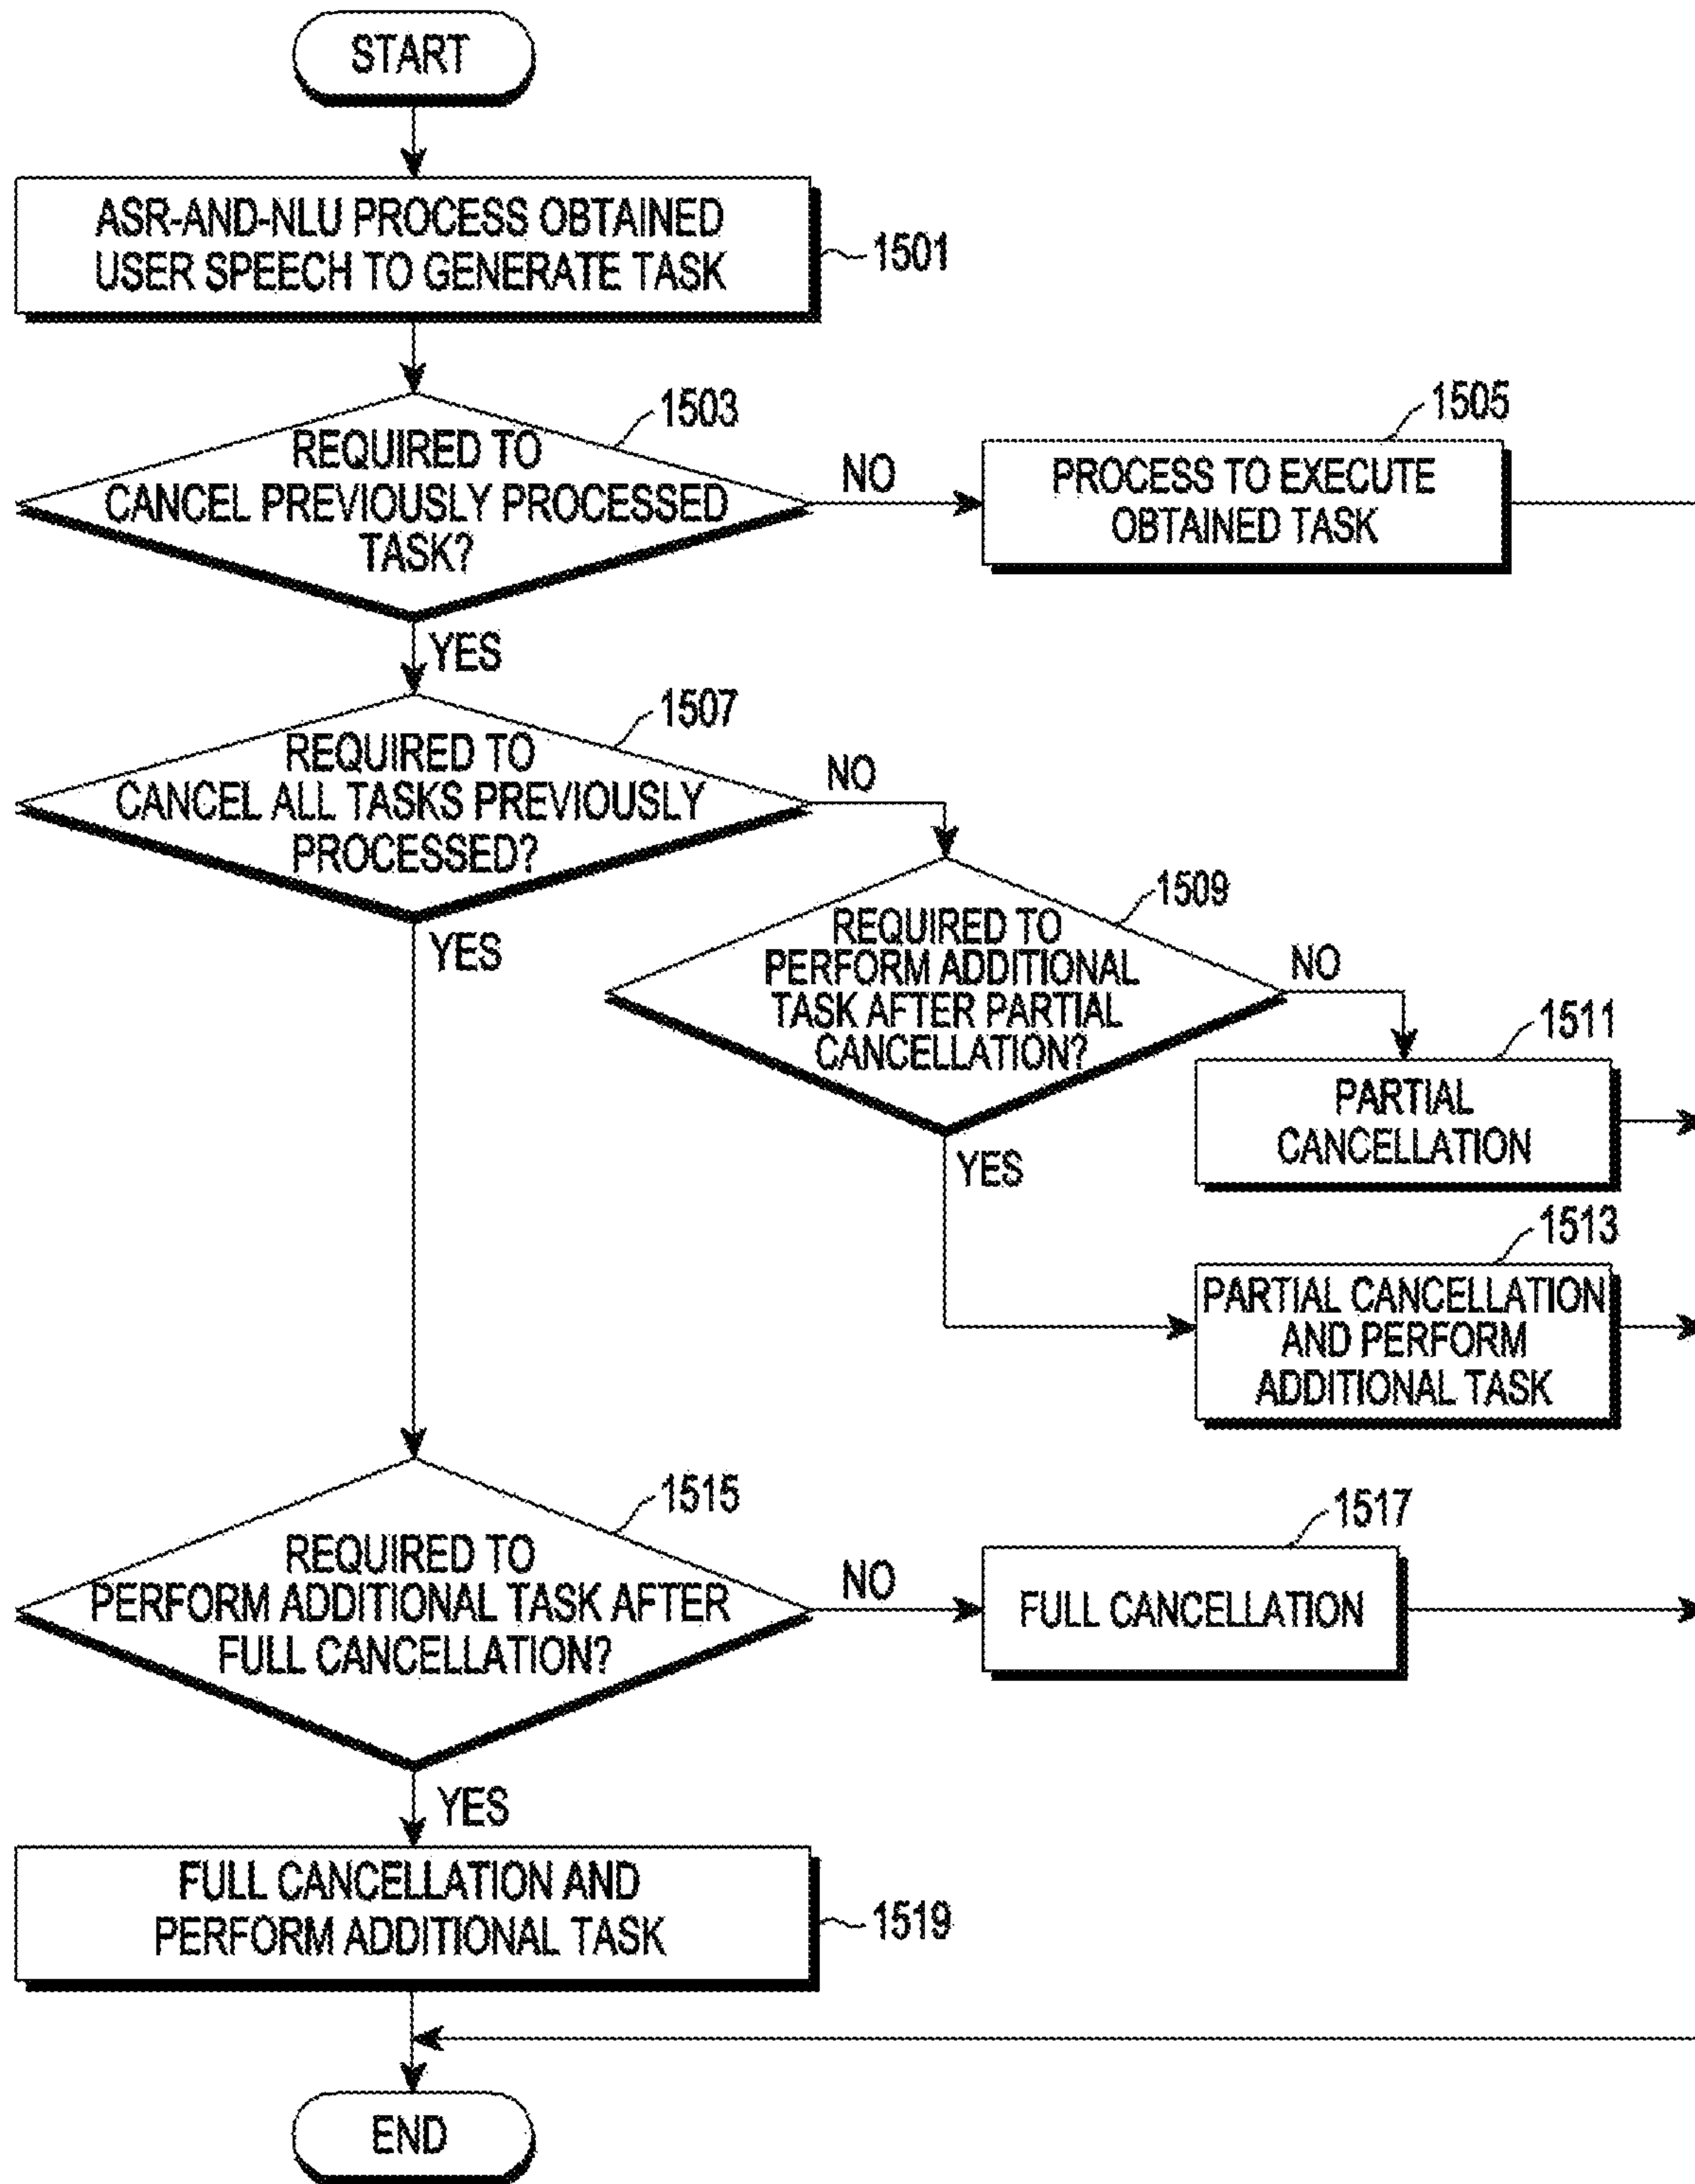 START
ASR-AND-NLU PROCESS OBTAINED
USER SPEECH TO GENERATE TASK
1501
1503
REQUIRED TO
CANCEL PREVIOUSLY PROCESSED
TASK?
NO
1505
PROCESS TO EXECUTE
OBTAINED TASK
YES
1507
REQUIRED TO
CANCEL ALL TASKS PREVIOUSLY
PROCESSED?
NO
YES
1509
REQUIRED TO
PERFORM ADDITIONAL
TASK AFTER PARTIAL
CANCELLATION?
NO
1511
PARTIAL
CANCELLATION
YES
1513
PARTIAL CANCELLATION
AND PERFORM
ADDITIONAL TASK
1515
REQUIRED TO
PERFORM ADDITIONAL TASK AFTER
FULL CANCELLATION?
NO
1517
FULL CANCELLATION
YES
FULL CANCELLATION AND
PERFORM ADDITIONAL TASK
1519
END